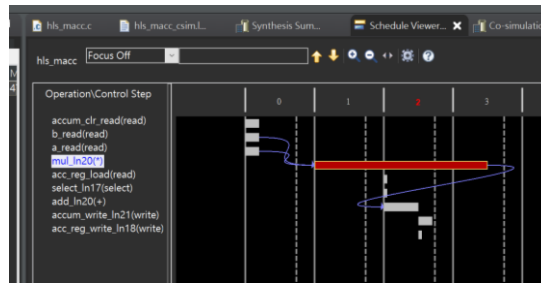 hls_macc.c hls_macc_csim.l... Synthesis Sum... Schedule Viewer... Co-simulatio
hls_macc Focus Off
Operation\Control Step 0 1 2 3
accum_clr_read(read)
b_read(read)
a_read(read)
mul_ln20(*)
acc_reg_load(read)
select_ln17(select)
add_ln20(+)
accum_write_ln21(write)
acc_reg_write_ln18(write)